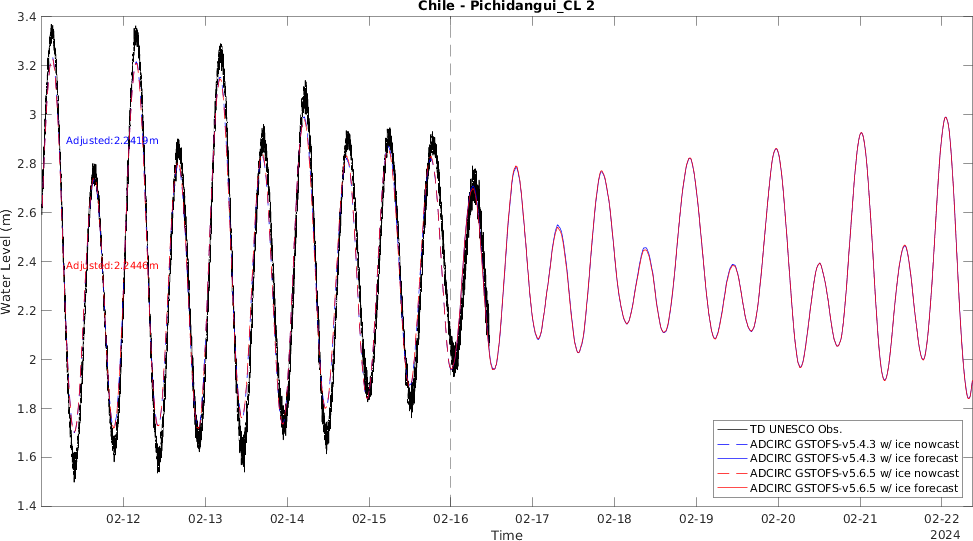 Chile - Pichidangui_CL 2
3.4
3.2
3
2.8
2.6
2.4
2.2
2
1.8
1.6
1.4
Water Level (m)
Adjusted:2.2419m
Adjusted:2.2446m
TD UNESCO Obs.
ADCIRC GSTOFS-v5.4.3 w/ ice nowcast
ADCIRC GSTOFS-v5.4.3 w/ ice forecast
ADCIRC GSTOFS-v5.6.5 w/ ice nowcast
ADCIRC GSTOFS-v5.6.5 w/ ice forecast
02-12 02-13 02-14 02-15 02-16 02-17 02-18 02-19 02-20 02-21 02-22
Time
2024